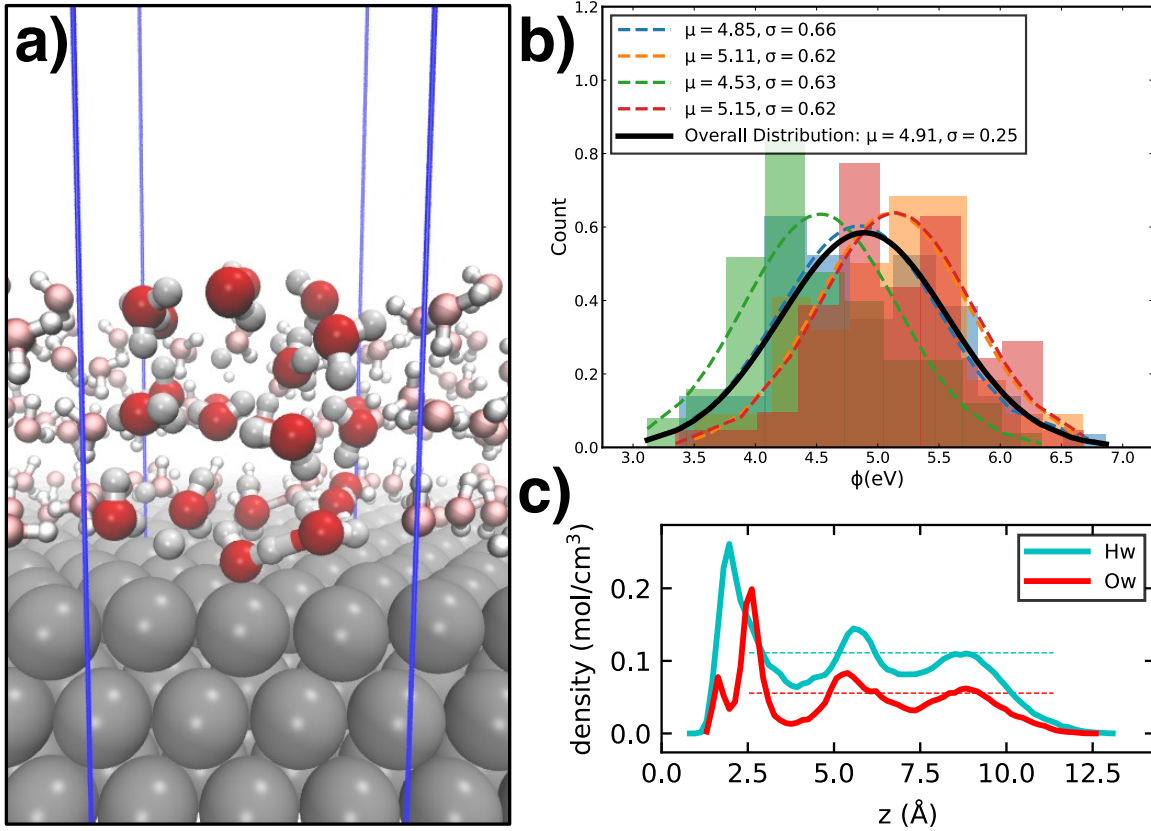 a)
b)
μ = 4.85, σ = 0.66
μ = 5.11, σ = 0.62
μ = 4.53, σ = 0.63
μ = 5.15, σ = 0.62
Overall Distribution: μ = 4.91, σ = 0.25
1.2
1.0
0.8
0.6
0.4
0.2
0.0
Count
3.0 3.5 4.0 4.5 5.0 5.5 6.0 6.5 7.0
ϕ(eV)
c)
Hw
Ow
0.2
0.1
0.0
density (mol/cm³)
0.0 2.5 5.0 7.5 10.0 12.5
z (Å)